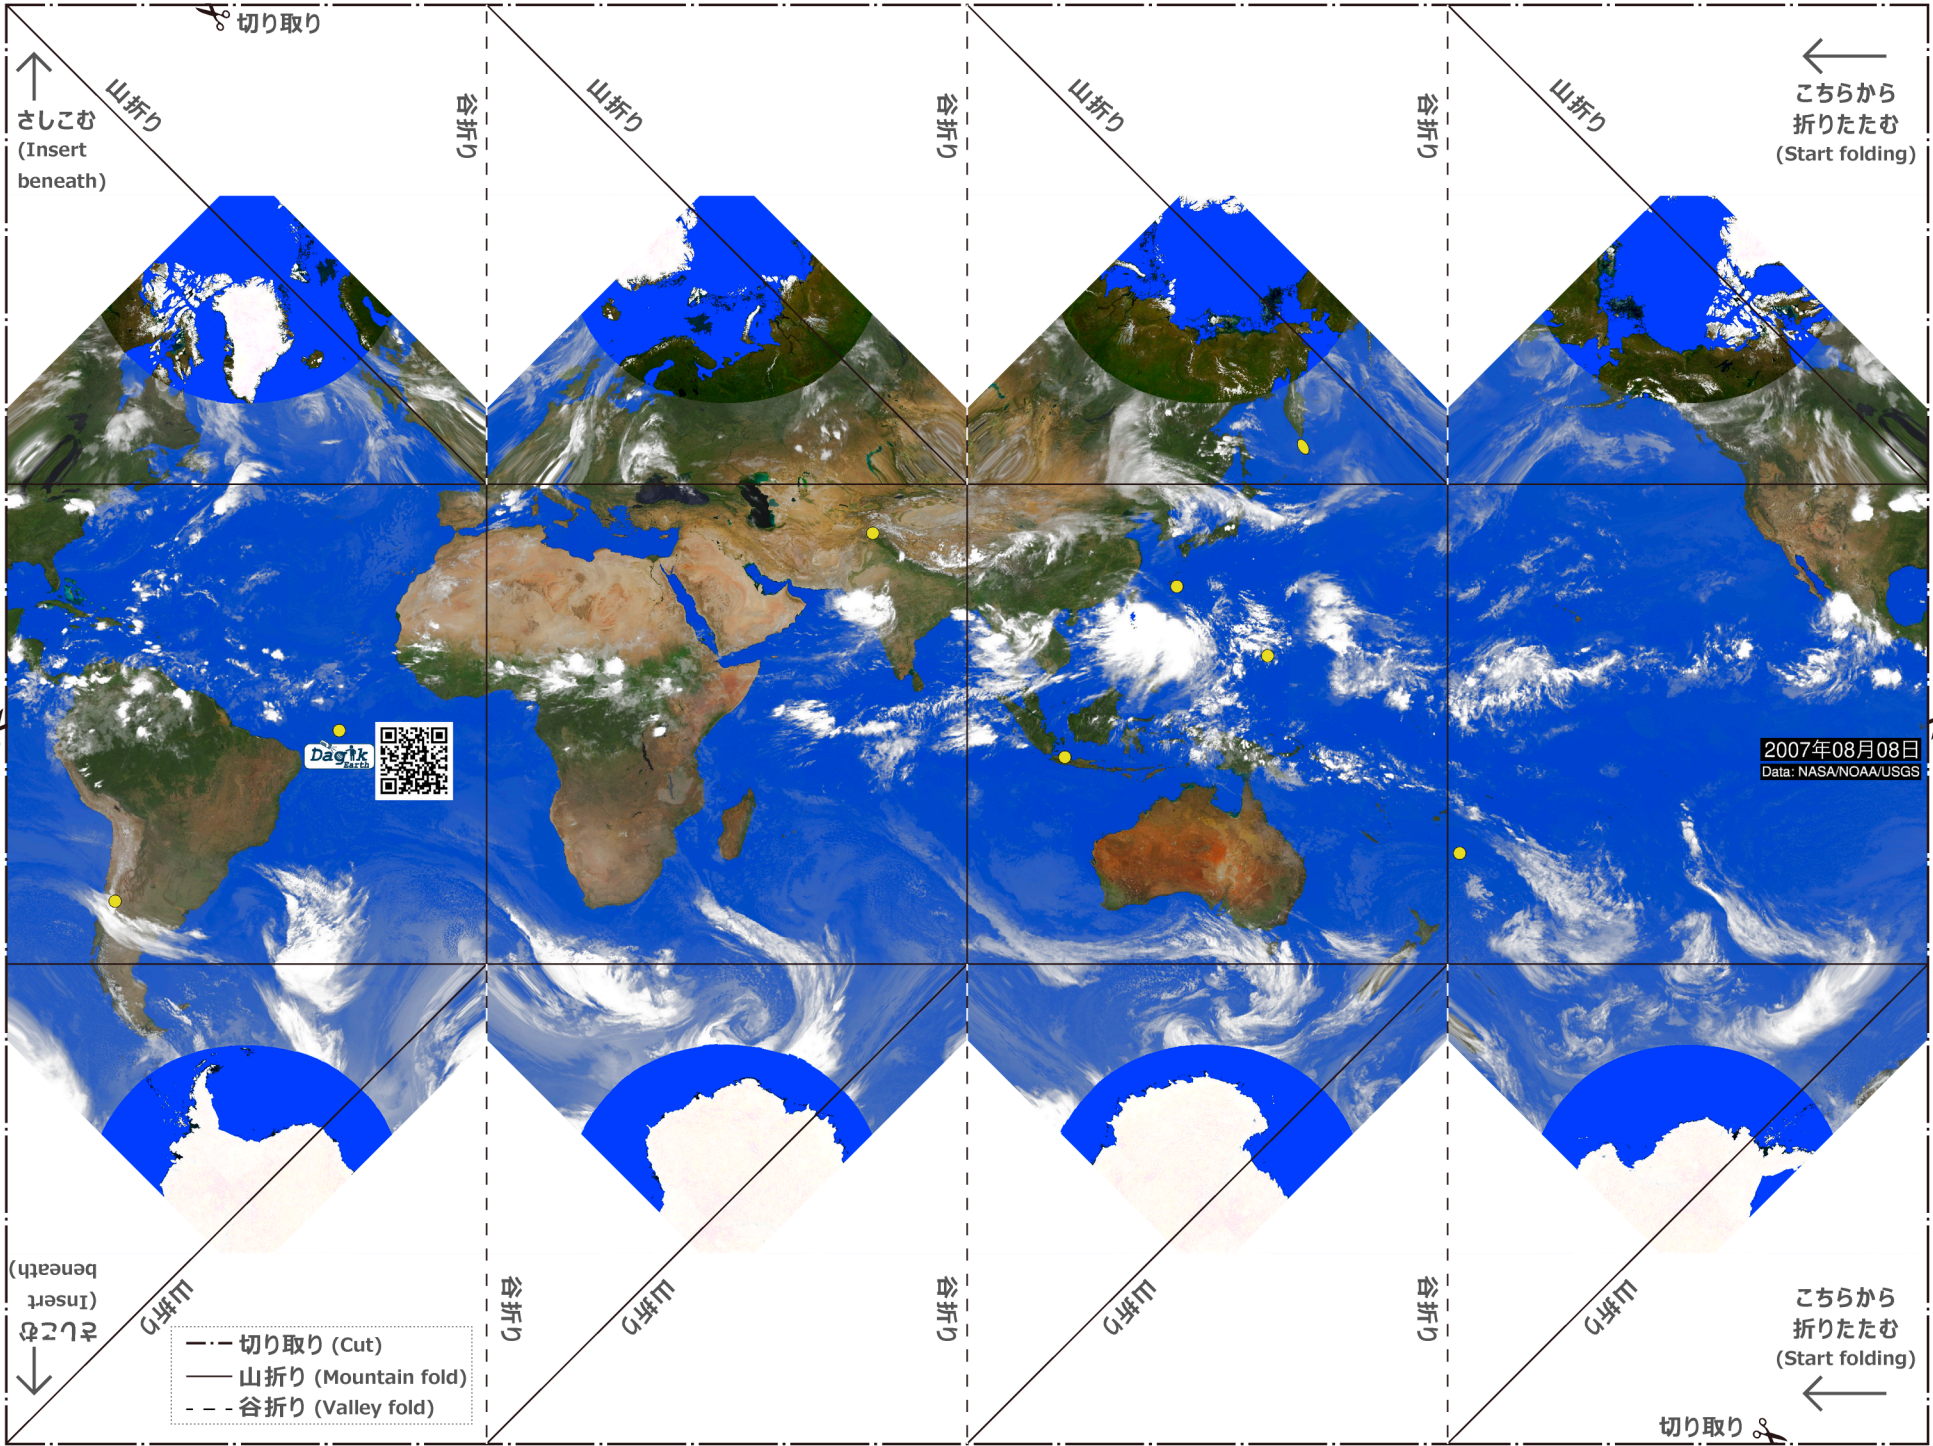 切り取り
山折り
谷折り
山折り
谷折り
山折り
谷折り
山折り
こちらから
折りたたむ
(Start folding)
さしこむ
(Insert
beneath)
Dagik
Earth
2007年08月08日
Data: NASA/NOAA/USGS
さしこむ
(Insert
beneath)
山折り
谷折り
山折り
谷折り
山折り
谷折り
山折り
こちらから
折りたたむ
(Start folding)
切り取り (Cut)
山折り (Mountain fold)
谷折り (Valley fold)
切り取り